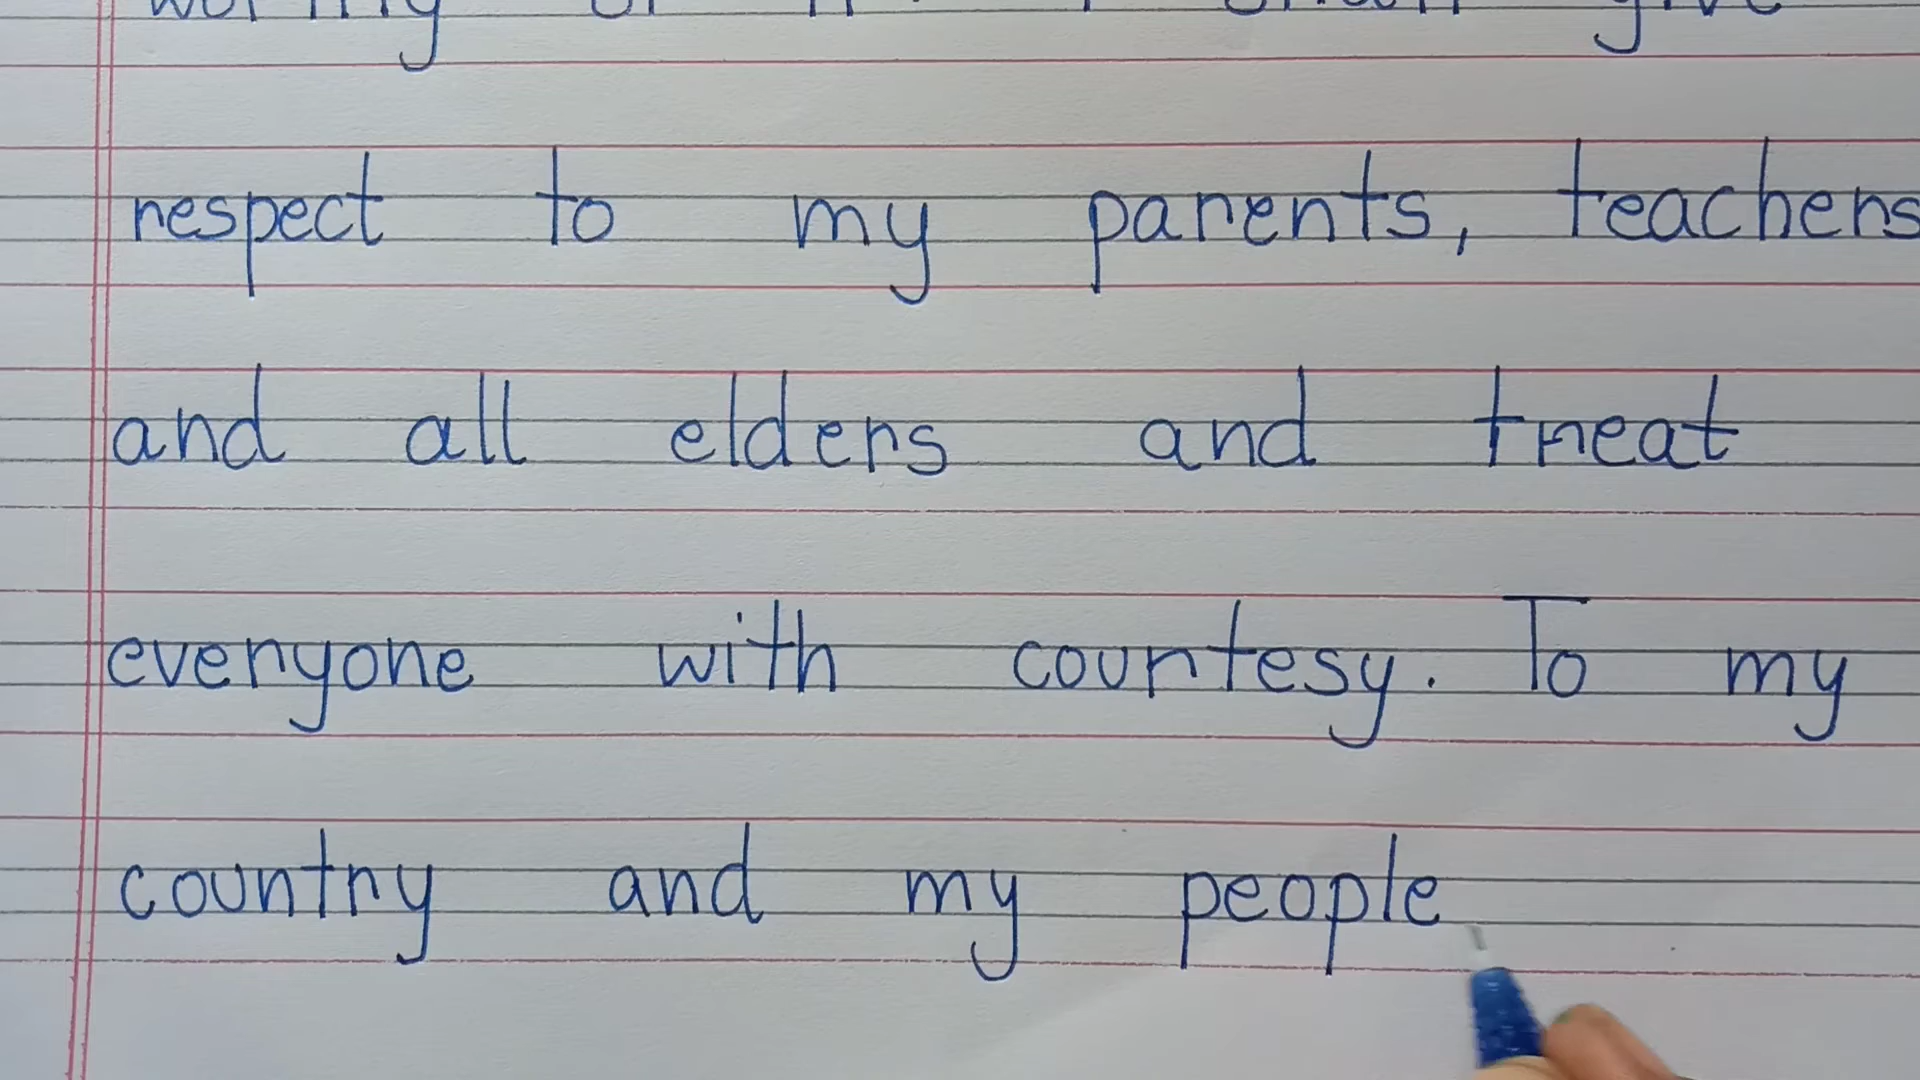 give
respect to my parents, teachers
and all elders and treat
everyone with courtesy. To my
country and my people